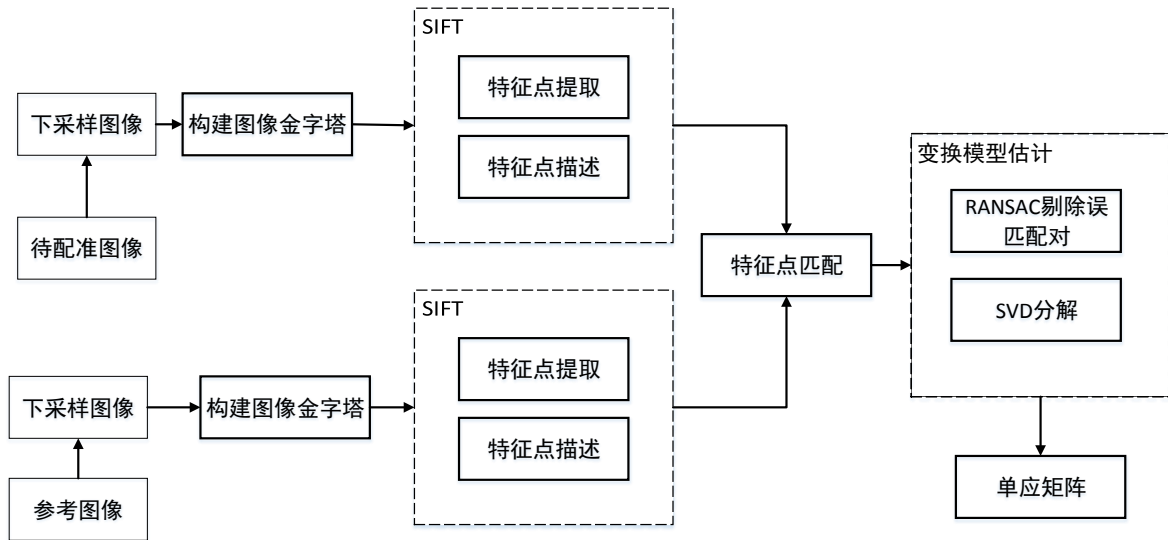 SIFT
特征点提取
特征点描述
下采样图像
构建图像金字塔
待配准图像
SIFT
特征点提取
特征点描述
下采样图像
构建图像金字塔
参考图像
特征点匹配
变换模型估计
RANSAC剔除误
匹配对
SVD分解
单应矩阵